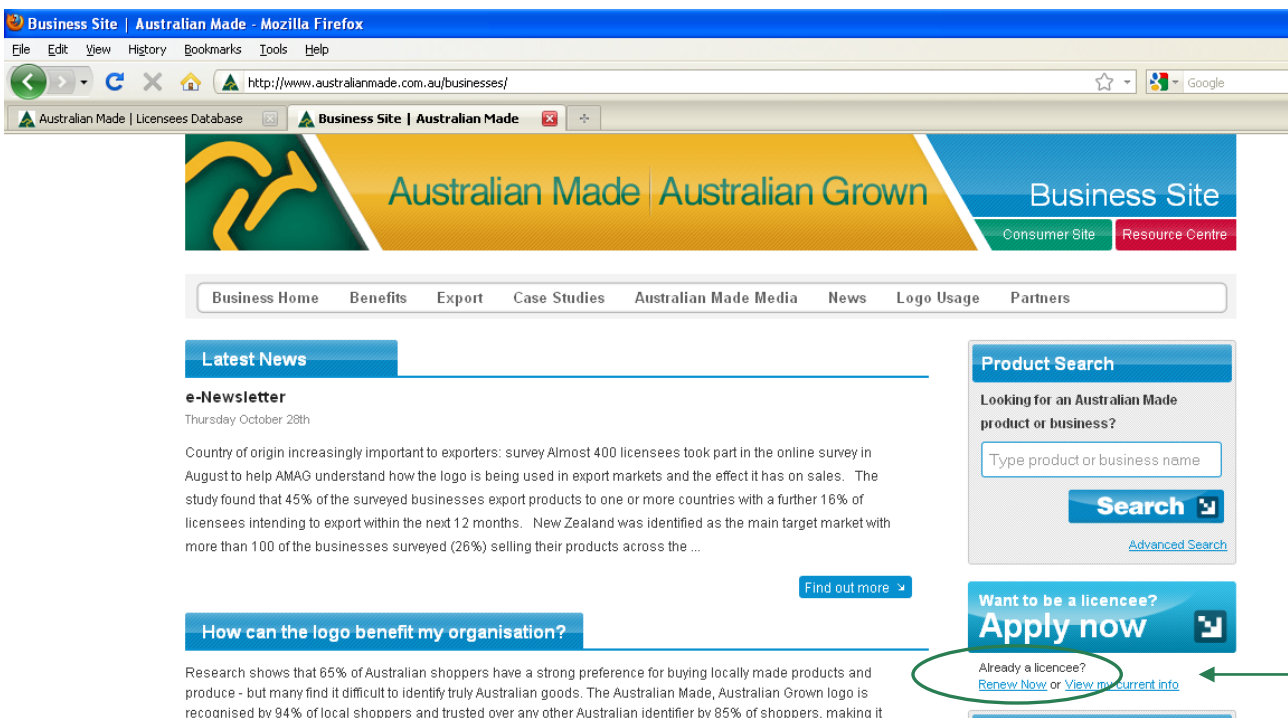 Business Site | Australian Made - Mozilla Firefox
File Edit View History Bookmarks Tools Help
http://www.australianmade.com.au/businesses/
Google
Australian Made | Licensees Database
Business Site | Australian Made
Australian Made Australian Grown
Business Site
Consumer Site
Resource Centre
Business Home Benefits Export Case Studies Australian Made Media News Logo Usage Partners
Latest News
e-Newsletter
Thursday October 28th
Country of origin increasingly important to exporters: survey Almost 400 licensees took part in the online survey in
August to help AMAG understand how the logo is being used in export markets and the effect it has on sales. The
study found that 45% of the surveyed businesses export products to one or more countries with a further 16% of
licensees intending to export within the next 12 months. New Zealand was identified as the main target market with
more than 100 of the businesses surveyed (26%) selling their products across the ...
Find out more
How can the logo benefit my organisation?
Research shows that 65% of Australian shoppers have a strong preference for buying locally made products and
produce - but many find it difficult to identify truly Australian goods. The Australian Made, Australian Grown logo is
recognised by 94% of local shoppers and trusted over any other Australian identifier by 85% of shoppers, making it
Product Search
Looking for an Australian Made
product or business?
Type product or business name
Search
Advanced Search
Want to be a licencee?
Apply now
Already a licencee?
Renew Now or View my current info